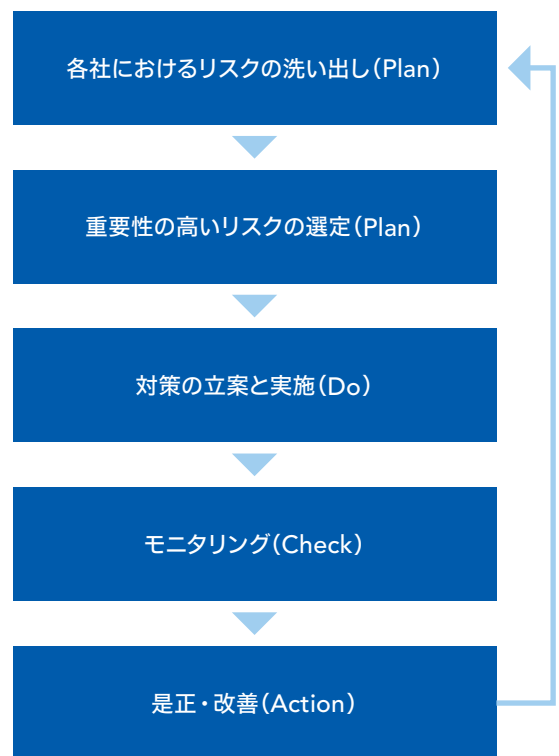 各社におけるリスクの洗い出し（Plan）
重要性の高いリスクの選定（Plan）
対策の立案と実施（Do）
モニタリング（Check）
是正・改善（Action）